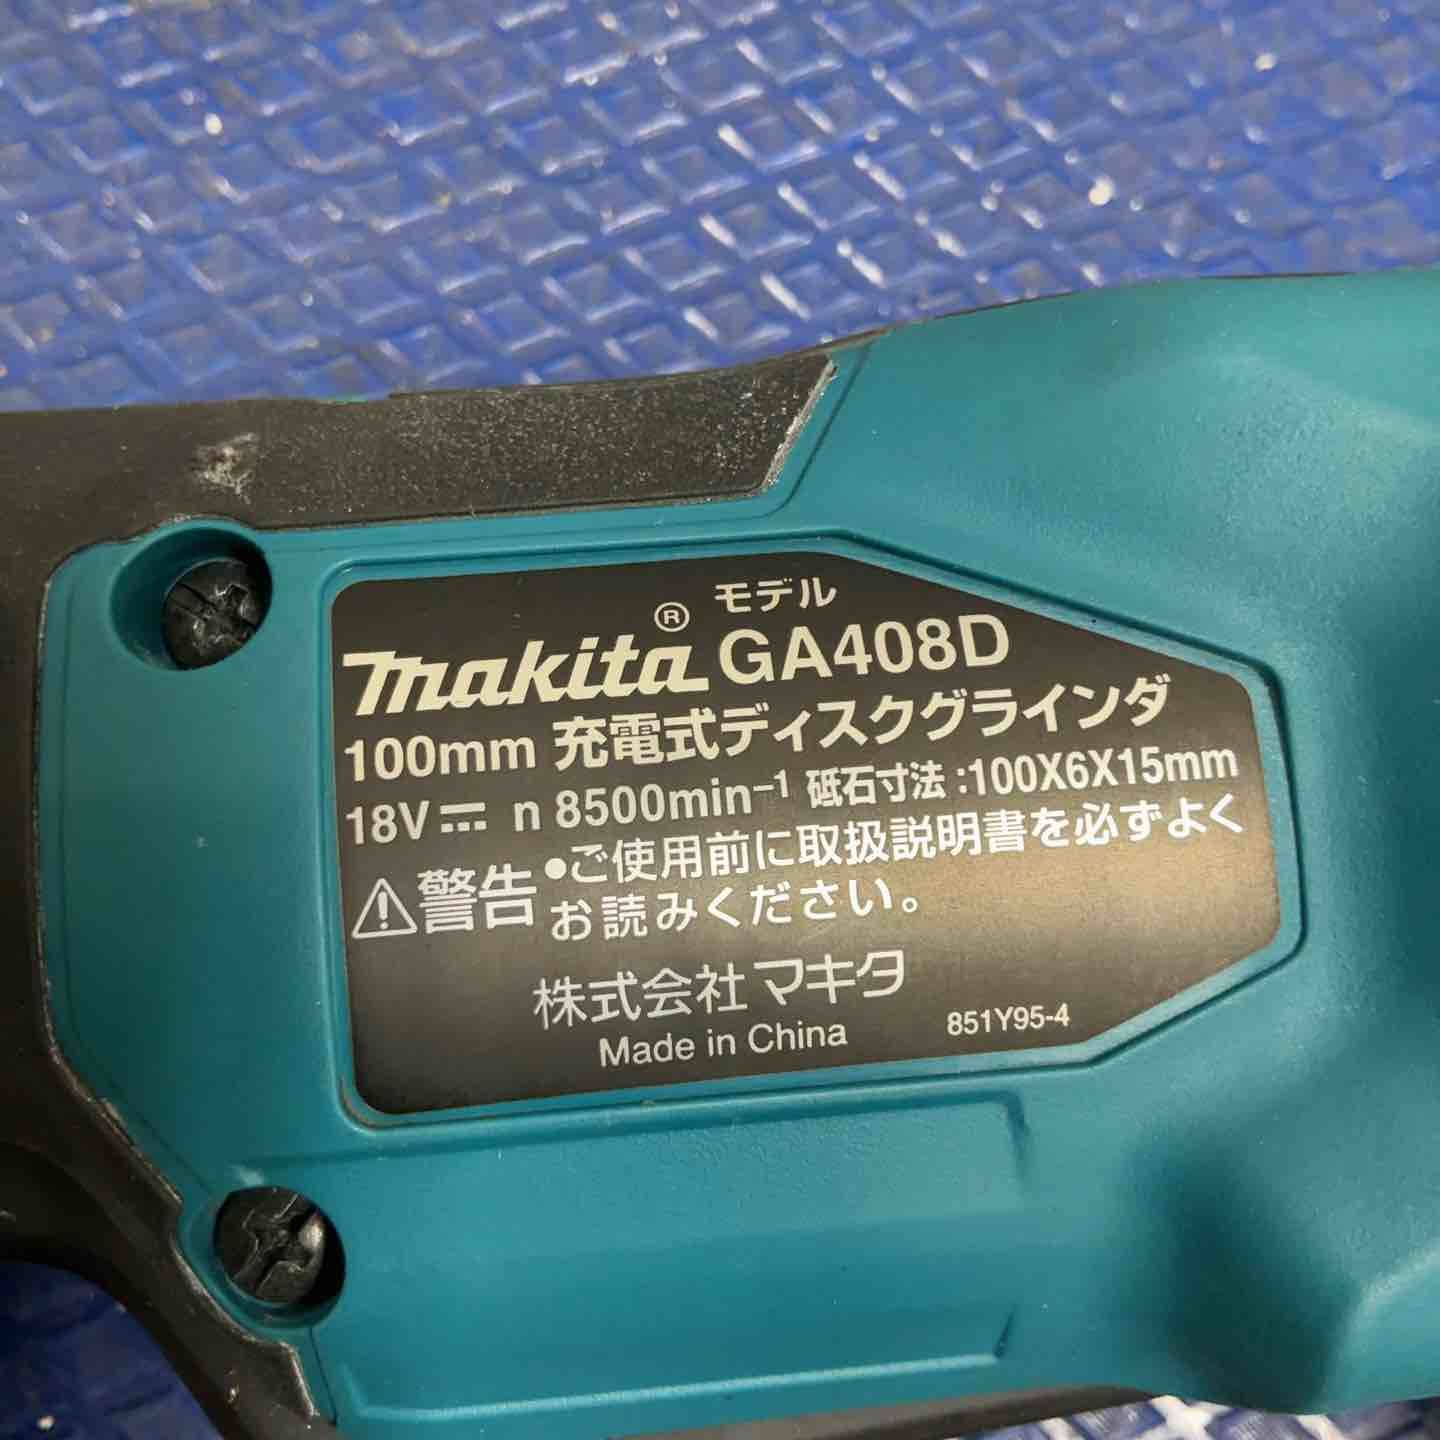 モデル
makita® GA408D
100mm 充電式ディスクグラインダ
18V⎓ n 8500min⁻¹ 砥石寸法:100X6X15mm
⚠警告 ●ご使用前に取扱説明書を必ずよく
お読みください。
株式会社マキタ
Made in China 851Y95-4